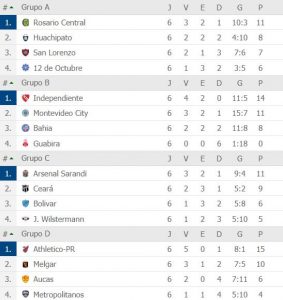 # Grupo A J V E D G P
1. Rosario Central 6 3 2 1 10:3 11
2. Huachipato 6 2 2 2 4:10 8
3. San Lorenzo 6 2 1 3 7:6 7
4. 12 de Octubre 6 1 3 2 5:7 6
# Grupo B J V E D G P
1. Independiente 6 4 2 0 11:5 14
2. Montevideo City 6 3 2 1 15:7 11
3. Bahia 6 2 2 2 11:8 8
4. Guabira 6 0 0 6 1:18 0
# Grupo C J V E D G P
1. Arsenal Sarandi 6 3 2 1 9:4 11
2. Ceará 6 2 3 1 5:2 9
3. Bolivar 6 1 3 2 5:8 6
4. J. Wilstermann 6 1 2 3 5:10 5
# Grupo D J V E D G P
1. Athletico-PR 6 5 0 1 8:1 15
2. Melgar 6 3 1 2 7:5 10
3. Aucas 6 2 0 4 7:11 6
4. Metropolitanos 6 1 1 4 5:10 4